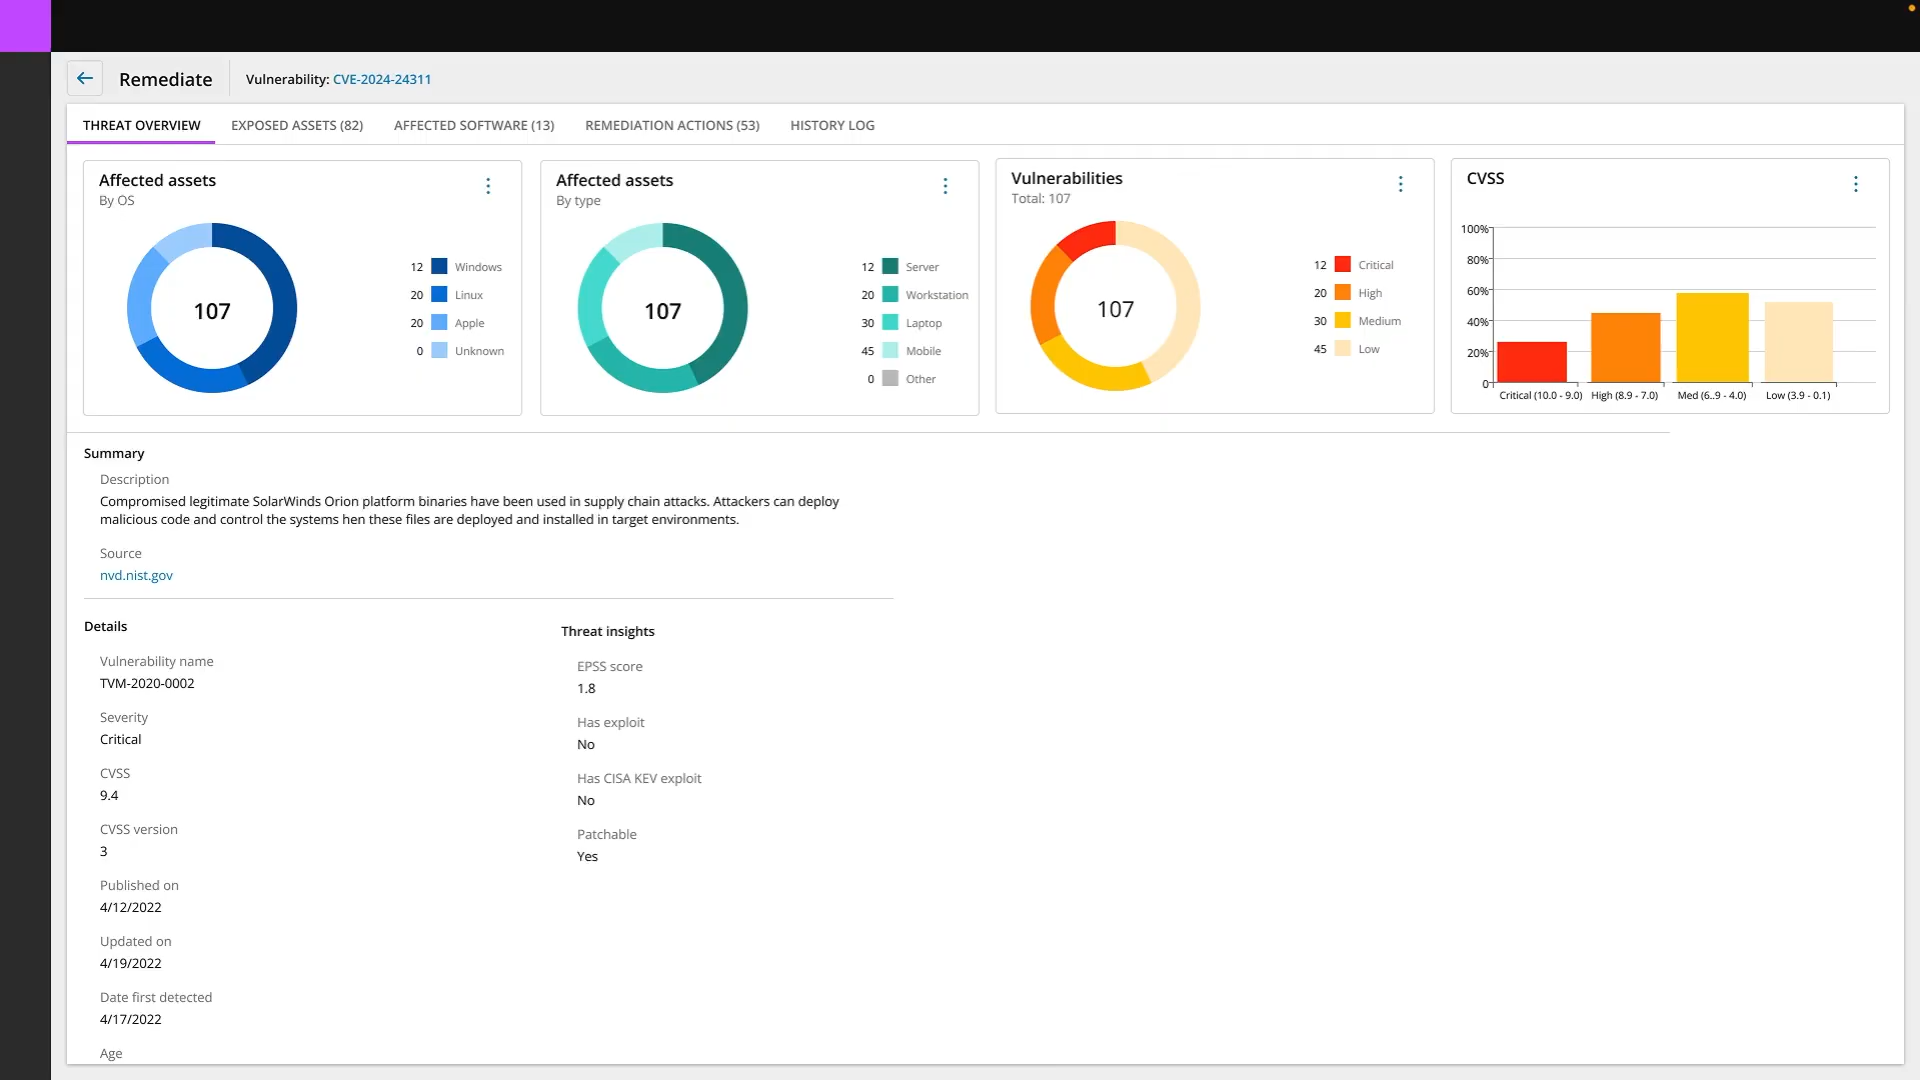 Remediate
Vulnerability: CVE-2024-24311
THREAT OVERVIEW
EXPOSED ASSETS (82)
AFFECTED SOFTWARE (13)
REMEDIATION ACTIONS (53)
HISTORY LOG
Affected assets
By OS
107
12 Windows
20 Linux
20 Apple
0 Unknown
Affected assets
By type
107
12 Server
20 Workstation
30 Laptop
45 Mobile
0 Other
Vulnerabilities
Total: 107
107
12 Critical
20 High
30 Medium
45 Low
CVSS
100%
80%
60%
40%
20%
0
Critical (10.0 - 9.0)
High (8.9 - 7.0)
Med (6..9 - 4.0)
Low (3.9 - 0.1)
Summary
Description
Compromised legitimate SolarWinds Orion platform binaries have been used in supply chain attacks. Attackers can deploy
malicious code and control the systems hen these files are deployed and installed in target environments.
Source
nvd.nist.gov
Details
Vulnerability name
TVM-2020-0002
Severity
Critical
CVSS
9.4
CVSS version
3
Published on
4/12/2022
Updated on
4/19/2022
Date first detected
4/17/2022
Age
Threat insights
EPSS score
1.8
Has exploit
No
Has CISA KEV exploit
No
Patchable
Yes